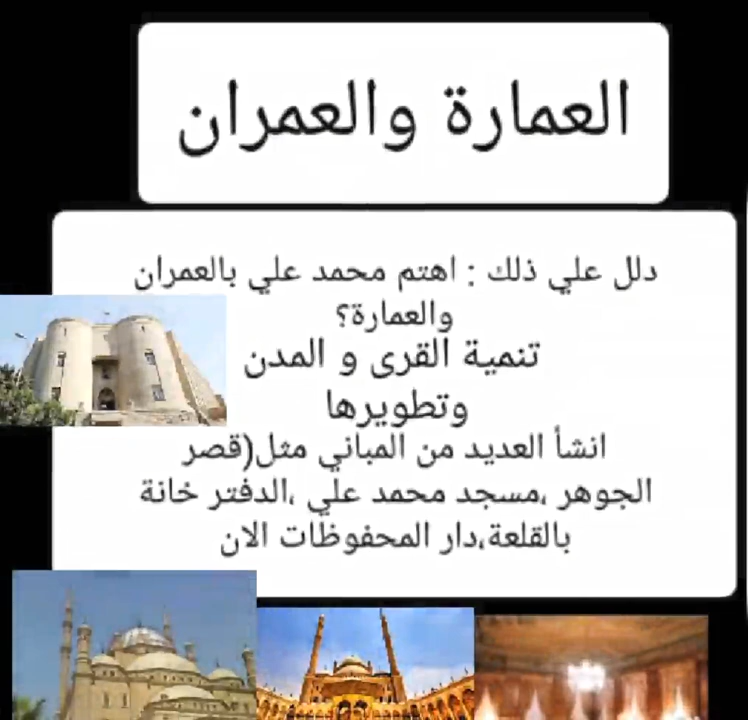 العمارة والعمران
دلل علي ذلك : اهتم محمد علي بالعمران
والعمارة؟
تنمية القرى و المدن
وتطويرها
انشأ العديد من المباني مثل(قصر
الجوهر ،مسجد محمد علي ،الدفتر خانة
بالقلعة،دار المحفوظات الان